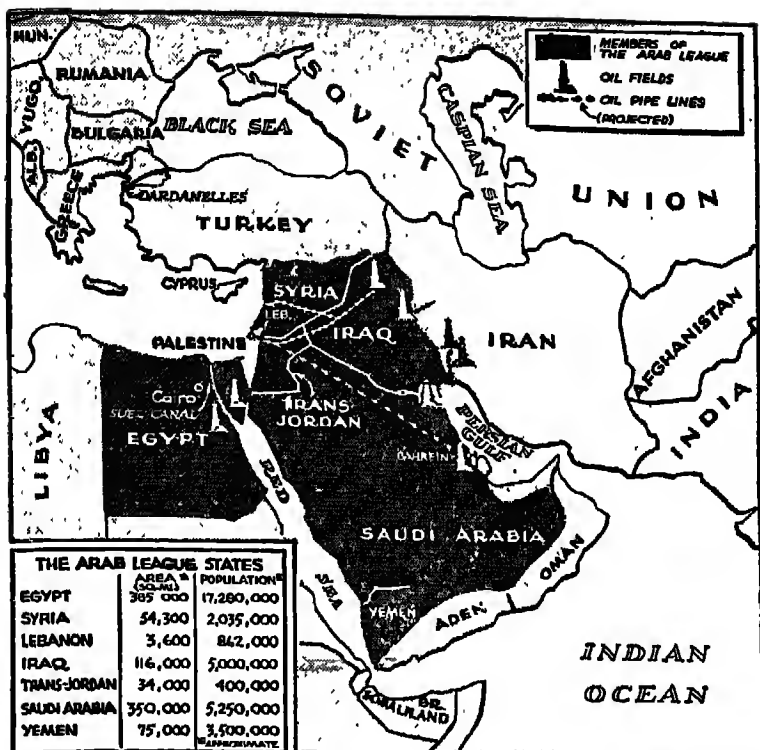 HUN.
RUMANIA
YUGO.
BULGARIA
ALB.
GREECE
BLACK SEA
DARDANELLES
TURKEY
SOVIET
UNION
CASPIAN SEA
MEMBERS OF
THE ARAB LEAGUE
OIL FIELDS
OIL PIPE LINES
(PROJECTED)
CYPRUS
SYRIA
LEB.
PALESTINE
IRAQ
IRAN
AFGHANISTAN
INDIA
Cairo
SUEZ CANAL
EGYPT
LIBYA
TRANS
JORDAN
PERSIAN
GULF
BAHREIN
RED
SEA
SAUDI ARABIA
YEMEN
ADEN
OMAN
BR.
SOMALILAND
INDIAN
OCEAN
THE ARAB LEAGUE STATES
AREA* POPULATION*
(SQ. MI.)
EGYPT 385 000 17,280,000
SYRIA 54,300 2,035,000
LEBANON 3,600 842,000
IRAQ 116,000 5,000,000
TRANS-JORDAN 34,000 400,000
SAUDI ARABIA 350,000 5,250,000
YEMEN 75,000 3,500,000
*APPROXIMATE